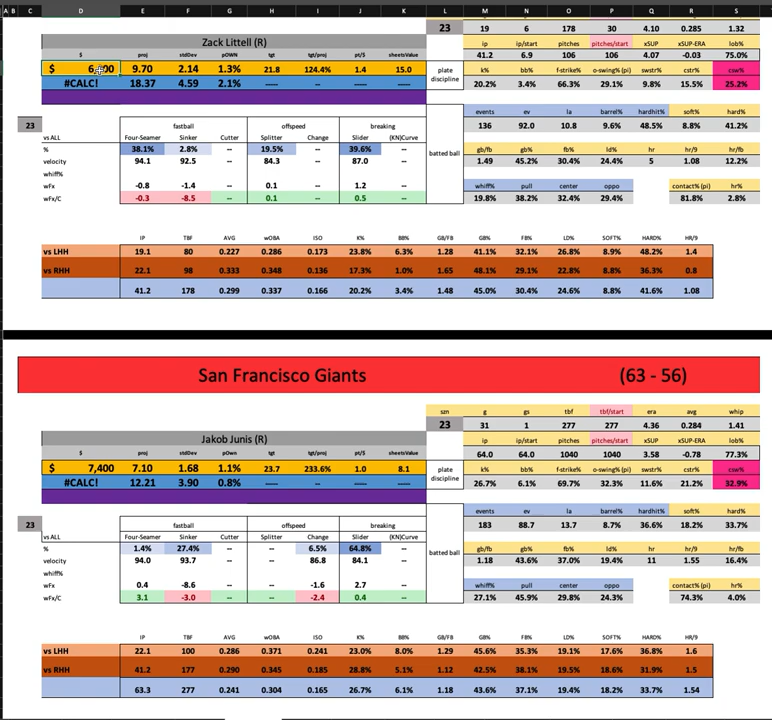 A B C D E F G H I J K L M N O P Q R S
23 19 6 178 30 4.10 0.285 1.32
Zack Littell (R) ip ip/start pitches pitches/start xSUP xSUP-ERA lob%
41.2 6.9 106 106 4.07 -0.03 75.0%
$ proj stdDev pOWN tgt tgt/proj pt/$ sheetsValue
$ 9.70 2.14 1.3% 21.8 124.4% 1.4 15.0 plate discipline k% bb% f-strike% o-swing% (pi) swstr% cstr% csw%
#CALC! 18.37 4.59 2.1% ---- ---- -- ---- 20.2% 3.4% 66.3% 29.1% 9.8% 15.5% 25.2%
events ev la barrel% hardhit% soft% hard%
23 fastball offspeed breaking 136 92.0 10.8 9.6% 48.5% 8.8% 41.2%
vs ALL Four-Seamer Sinker Cutter Splitter Change Slider (KN)Curve
% 38.1% 2.8% -- 19.5% -- 39.6% -- batted ball gb/fb gb% fb% ld% hr hr/9 hr/fb
velocity 94.1 92.5 -- 84.3 -- 87.0 -- 1.49 45.2% 30.4% 24.4% 5 1.08 12.2%
whiff%
wFx -0.8 -1.4 0.1 1.2 whiff% pull center oppo contact% (pi) hr%
wFx/C -0.3 -8.5 -- 0.1 -- 0.5 -- 19.8% 38.2% 32.4% 29.4% 81.8% 2.8%
IP TBF AVG wOBA ISO K% BB% GB/FB GB% FB% LD% SOFT% HARD% HR/9
vs LHH 19.1 80 0.227 0.286 0.173 23.8% 6.3% 1.28 41.1% 32.1% 26.8% 8.9% 48.2% 1.4
vs RHH 22.1 98 0.333 0.348 0.136 17.3% 1.0% 1.65 48.1% 29.1% 22.8% 8.8% 36.3% 0.8
41.2 178 0.299 0.337 0.166 20.2% 3.4% 1.48 45.0% 30.4% 24.6% 8.8% 41.6% 1.08
San Francisco Giants (63 - 56)
szn g gs tbf tbf/start era avg whip
23 31 1 277 277 4.36 0.284 1.41
Jakob Junis (R) ip ip/start pitches pitches/start xSUP xSUP-ERA lob%
64.0 64.0 1040 1040 3.58 -0.78 77.3%
$ proj stdDev pOwn tgt tgt/proj pt/$ sheetsValue
$ 7,400 7.10 1.68 1.1% 23.7 233.6% 1.0 8.1 plate discipline k% bb% f-strike% o-swing% (pi) swstr% cstr% csw%
#CALC! 12.21 3.90 0.8% ---- ---- -- ---- 26.7% 6.1% 69.7% 32.3% 11.6% 21.2% 32.9%
events ev la barrel% hardhit% soft% hard%
23 fastball offspeed breaking 183 88.7 13.7 8.7% 36.6% 18.2% 33.7%
vs ALL Four-Seamer Sinker Cutter Splitter Change Slider (KN)Curve
% 1.4% 27.4% -- -- 6.5% 64.8% -- batted ball gb/fb gb% fb% ld% hr hr/9 hr/fb
velocity 94.0 93.7 -- -- 86.8 84.1 -- 1.18 43.6% 37.0% 19.4% 11 1.55 16.4%
whiff%
wFx 0.4 -8.6 -1.6 2.7 whiff% pull center oppo contact% (pi) hr%
wFx/C 3.1 -3.0 -- -- -2.4 0.4 -- 27.1% 45.9% 29.8% 24.3% 74.3% 4.0%
IP TBF AVG wOBA ISO K% BB% GB/FB GB% FB% LD% SOFT% HARD% HR/9
vs LHH 22.1 100 0.286 0.371 0.241 23.0% 8.0% 1.29 45.6% 35.3% 19.1% 17.6% 36.8% 1.6
vs RHH 41.2 177 0.290 0.345 0.185 28.8% 5.1% 1.12 42.5% 38.1% 19.5% 18.6% 31.9% 1.5
63.3 277 0.241 0.304 0.165 26.7% 6.1% 1.18 43.6% 37.1% 19.4% 18.2% 33.7% 1.54